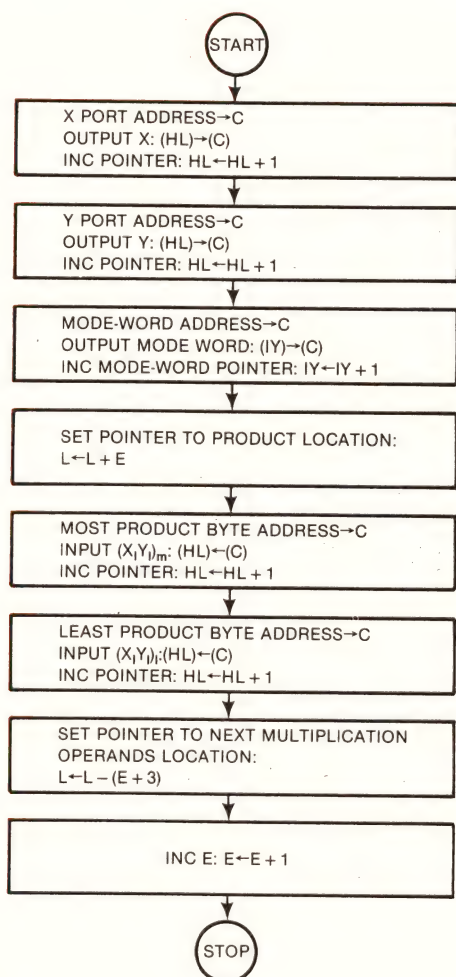 START
X PORT ADDRESS→C
OUTPUT X: (HL)→(C)
INC POINTER: HL←HL + 1
Y PORT ADDRESS→C
OUTPUT Y: (HL)→(C)
INC POINTER: HL←HL + 1
MODE-WORD ADDRESS→C
OUTPUT MODE WORD: (IY)→(C)
INC MODE-WORD POINTER: IY←IY + 1
SET POINTER TO PRODUCT LOCATION:
L←L + E
MOST PRODUCT BYTE ADDRESS→C
INPUT (XIYI)m: (HL)←(C)
INC POINTER: HL←HL + 1
LEAST PRODUCT BYTE ADDRESS→C
INPUT (XIYI)l:(HL)←(C)
INC POINTER: HL←HL + 1
SET POINTER TO NEXT MULTIPLICATION
OPERANDS LOCATION:
L←L – (E + 3)
INC E: E←E + 1
STOP